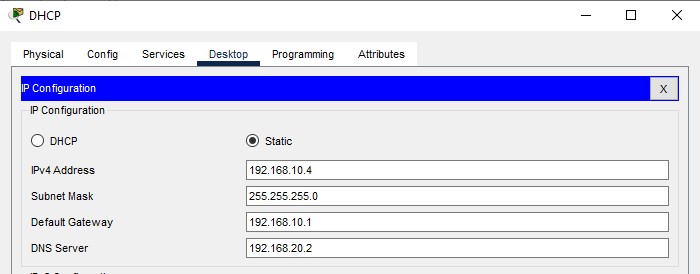 DHCP
Physical Config Services Desktop Programming Attributes
IP Configuration X
IP Configuration
DHCP Static
IPv4 Address 192.168.10.4
Subnet Mask 255.255.255.0
Default Gateway 192.168.10.1
DNS Server 192.168.20.2